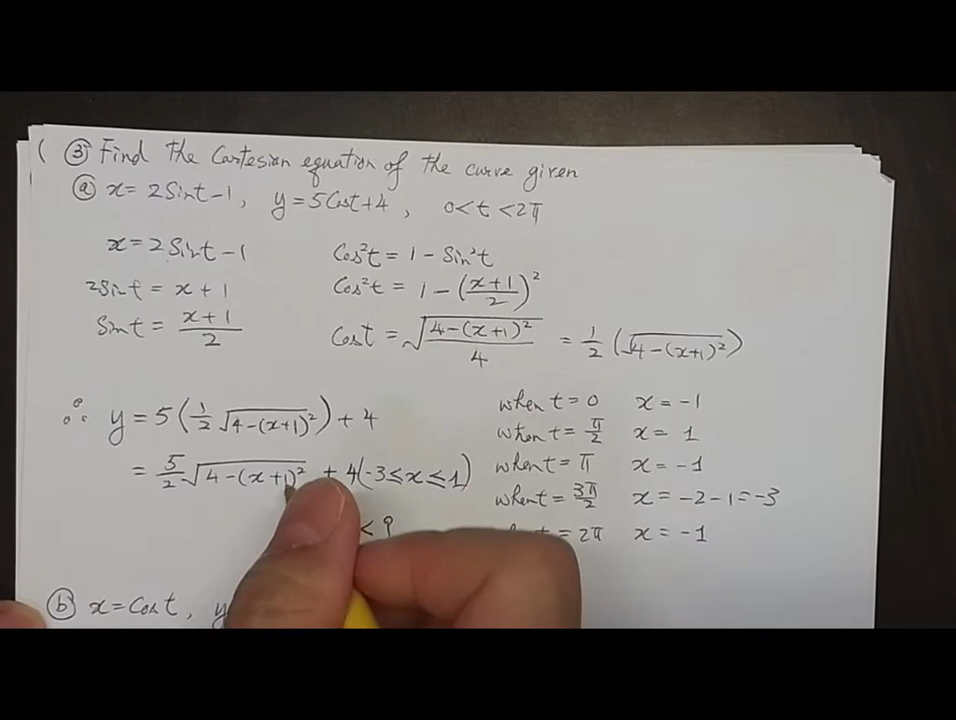 ③ Find the Cartesian equation of the curve given
ⓐ x = 2Sint-1, y = 5Cost+4, 0<t<2π
x = 2Sint-1
2Sint = x+1
Sint = (x+1)/2
Cos²t = 1 - Sin²t
Cos²t = 1 - ((x+1)/2)²
Cost = √((4-(x+1)²)/4) = 1/2 (√(4-(x+1)²))
∴ y = 5(1/2 √(4-(x+1)²)) + 4
= 5/2 √(4-(x+1)²) + 4 (-3≤x≤1)
< ?
when t = 0 x = -1
when t = π/2 x = 1
when t = π x = -1
when t = 3π/2 x = -2-1 = -3
= 2π x = -1
ⓑ x = Cost, y